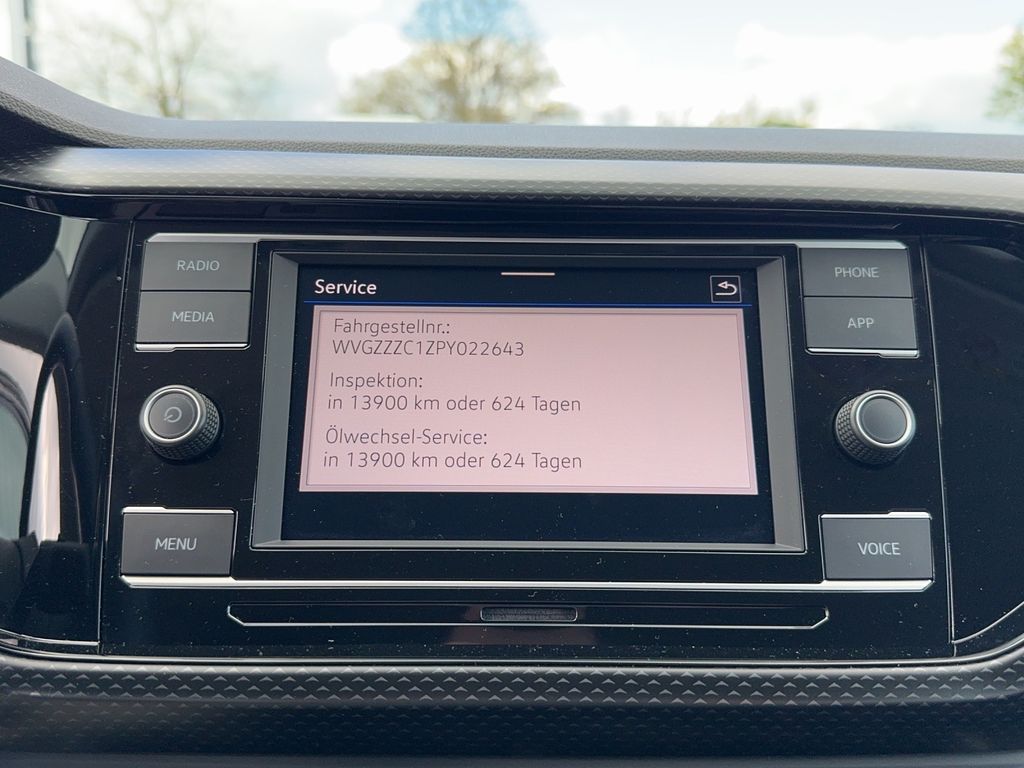 RADIO
MEDIA
MENU
Service
Fahrgestellnr.:
WVGZZZC1ZPY022643
Inspektion:
in 13900 km oder 624 Tagen
Ölwechsel-Service:
in 13900 km oder 624 Tagen
PHONE
APP
VOICE